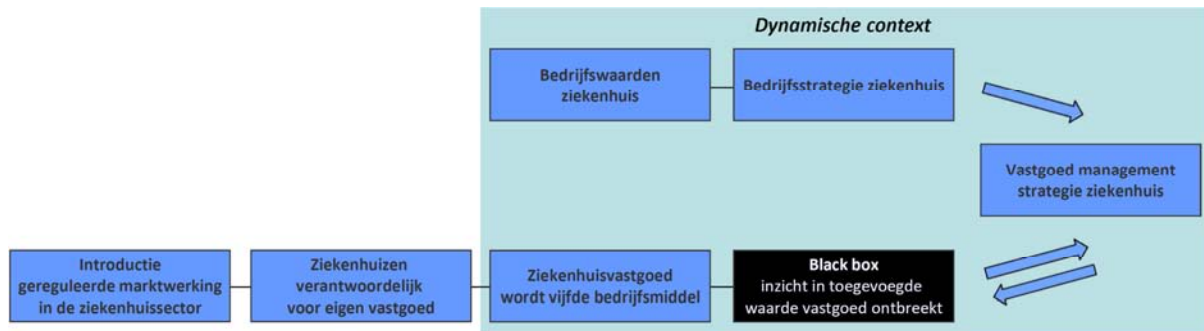 Dynamische context
Bedrijfswaarden
ziekenhuis
Bedrijfsstrategie ziekenhuis
Vastgoed management
strategie ziekenhuis
Introductie
gereguleerde marktwerking
in de ziekenhuissector
Ziekenhuizen
verantwoordelijk
voor eigen vastgoed
Ziekenhuisvastgoed
wordt vijfde bedrijfsmiddel
Black box
inzicht in toegevoegde
waarde vastgoed ontbreekt